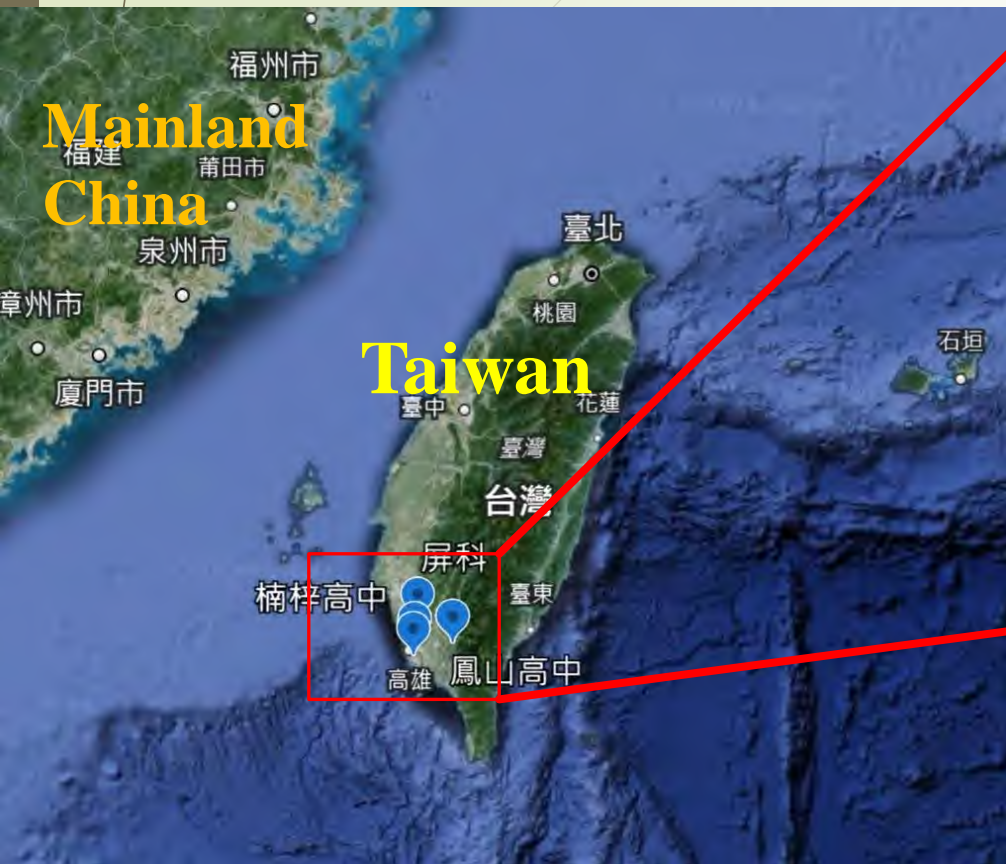 福州市
Mainland
福建
莆田市
China
泉州市
臺北
漳州市
桃園
石垣
Taiwan
廈門市
臺中
花蓮
臺灣
台灣
屏科
楠梓高中
臺東
高雄
鳳山高中